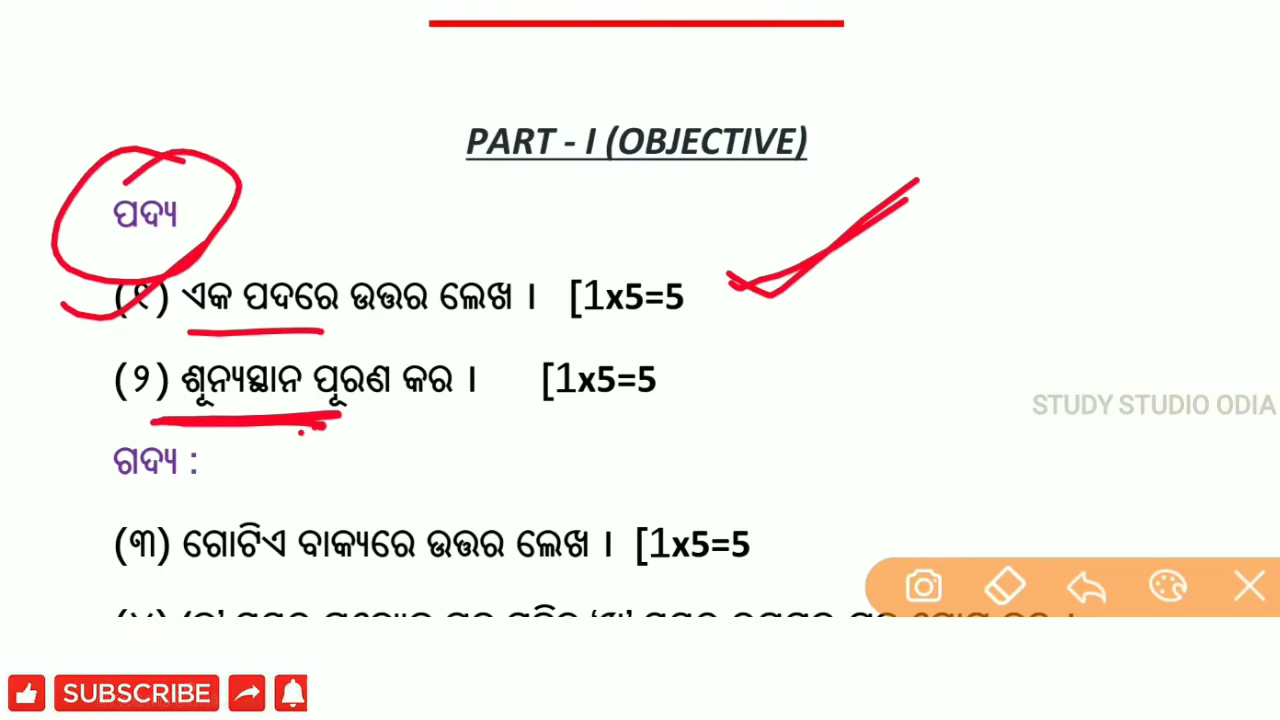 PART - I (OBJECTIVE)
ପଦ୍ୟ
(୧) ଏକ ପଦରେ ଉତ୍ତର ଲେଖ । [1x5=5
(୨) ଶୂନ୍ୟସ୍ଥାନ ପୂରଣ କର । [1x5=5
STUDY STUDIO ODIA
ଗଦ୍ୟ :
(୩) ଗୋଟିଏ ବାକ୍ୟରେ ଉତ୍ତର ଲେଖ । [1x5=5
SUBSCRIBE